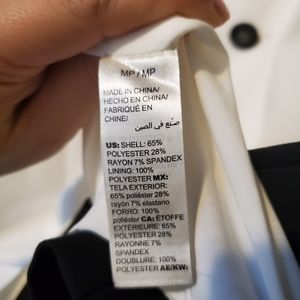 MP / MP
MADE IN CHINA/
HECHO EN CHINA/
FABRIQUÉ EN
CHINE/
صنع في الصين
US: SHELL: 65%
POLYESTER 28%
RAYON 7% SPANDEX
LINING: 100%
POLYESTER MX:
TELA EXTERIOR:
65% poliéster 28%
rayón 7% elastano
FORRO: 100%
poliéster CA: ÉTOFFE
EXTÉRIEURE: 65%
POLYESTER 28%
RAYONNE 7%
SPANDEX
DOUBLURE: 100%
POLYESTER AE/KW: